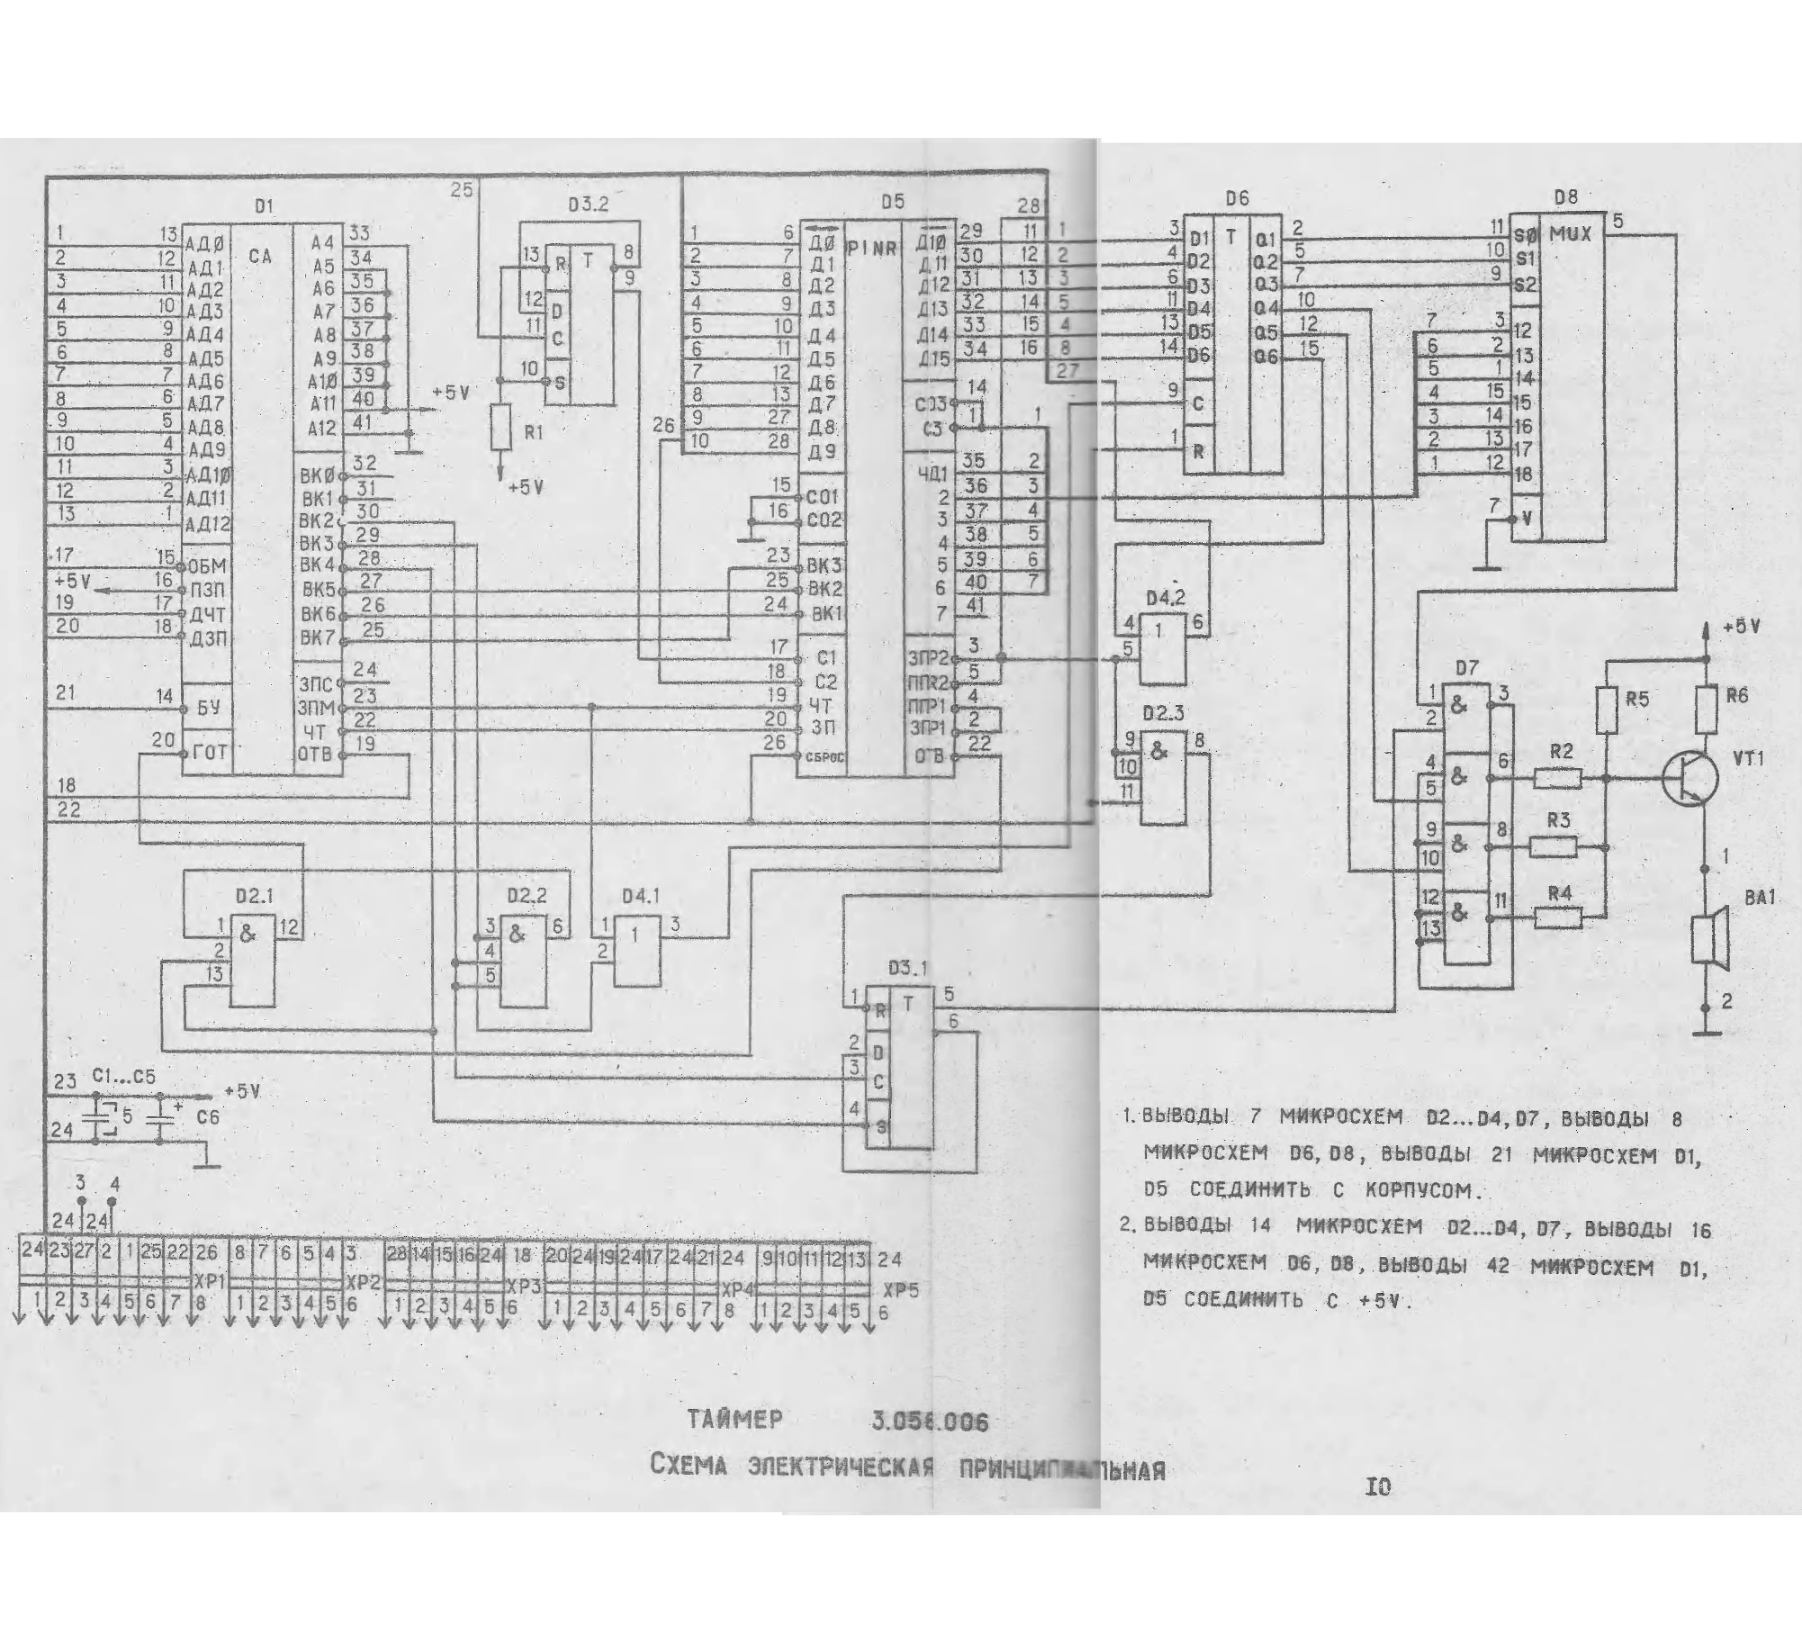 D1
CA
1 13 АД0
2 12 АД1
3 11 АД2
4 10 АД3
5 9 АД4
6 8 АД5
7 7 АД6
8 6 АД7
9 5 АД8
10 4 АД9
11 3 АД10
12 2 АД11
13 1 АД12
17 15 ОБМ
+5V 16 ПЗП
19 17 ДЧТ
20 18 ДЗП
21 14 БУ
20 ГОТ
18
22
А4 33
А5 34
А6 35
А7 36
А8 37
А9 38
А10 39
А11 40
А12 41
+5V
ВК0 32
ВК1 31
ВК2 30
ВК3 29
ВК4 28
ВК5 27
ВК6 26
ВК7 25
ЗПС 24
ЗПМ 23
ЧТ 22
ОТВ 19
25
D3.2
13 R T 8
9
12 D
11 C
10 S
R1
+5V
26
D5
PINR
1 6 Д0
2 7 Д1
3 8 Д2
4 9 Д3
5 10 Д4
6 11 Д5
7 12 Д6
8 13 Д7
9 27 Д8
10 28 Д9
15 СО1
16 СО2
23 ВК3
25 ВК2
24 ВК1
17 С1
18 С2
19 ЧТ
20 ЗП
26 СБРОС
28
Д10 29 11 1
Д11 30 12 2
Д12 31 13 3
Д13 32 14 5
Д14 33 15 4
Д15 34 16 8
27
СОЗ 14
СЗ 11 1
ЧД1 35 2
2 36 3
3 37 4
4 38 5
5 39 6
6 40 7
7 41
ЗПР2 3
ППR2 5
ППР1 4
ЗПР1 2
ОТВ 22
D6
T
3 D1 Q1 2
4 D2 Q2 5
6 D3 Q3 7
11 D4 Q4 10
13 D5 Q5 12
14 D6 Q6 15
9 C
1 R
D8
MUX
11 S0 5
10 S1
9 S2
7 3 12
6 2 13
5 1 14
4 15 15
3 14 16
2 13 17
1 12 18
7 V
D4.2
4 1 6
5
D2.3
9 & 8
10
11
D7
1 & 3
2
4 & 6
5
9 & 8
10
12 & 11
13
R2
R3
R4
R5
R6
+5V
VT1
1
BA1
2
D2.1
1 & 12
2
13
D2.2
3 & 6
4
5
D4.1
1 1 3
2
D3.1
1 R T 5
6
2 D
3 C
4 S
23 C1...C5 +5V
5 + C6
24
3 4
24 24
24 23 27 2 1 25 22 26 8 7 6 5 4 3 28 14 15 16 24 18 20 24 19 24 17 24 21 24 9 10 11 12 13 24
XP1 XP2 XP3 XP4 XP5
1 2 3 4 5 6 7 8 1 2 3 4 5 6 1 2 3 4 5 6 1 2 3 4 5 6 7 8 1 2 3 4 5 6
1. ВЫВОДЫ 7 МИКРОСХЕМ D2...D4, D7, ВЫВОДЫ 8
МИКРОСХЕМ D6, D8, ВЫВОДЫ 21 МИКРОСХЕМ D1,
D5 СОЕДИНИТЬ С КОРПУСОМ.
2. ВЫВОДЫ 14 МИКРОСХЕМ D2...D4, D7, ВЫВОДЫ 16
МИКРОСХЕМ D6, D8, ВЫВОДЫ 42 МИКРОСХЕМ D1,
D5 СОЕДИНИТЬ С +5V.
ТАЙМЕР 3.056.006
СХЕМА ЭЛЕКТРИЧЕСКАЯ ПРИНЦИПИАЛЬНАЯ
10